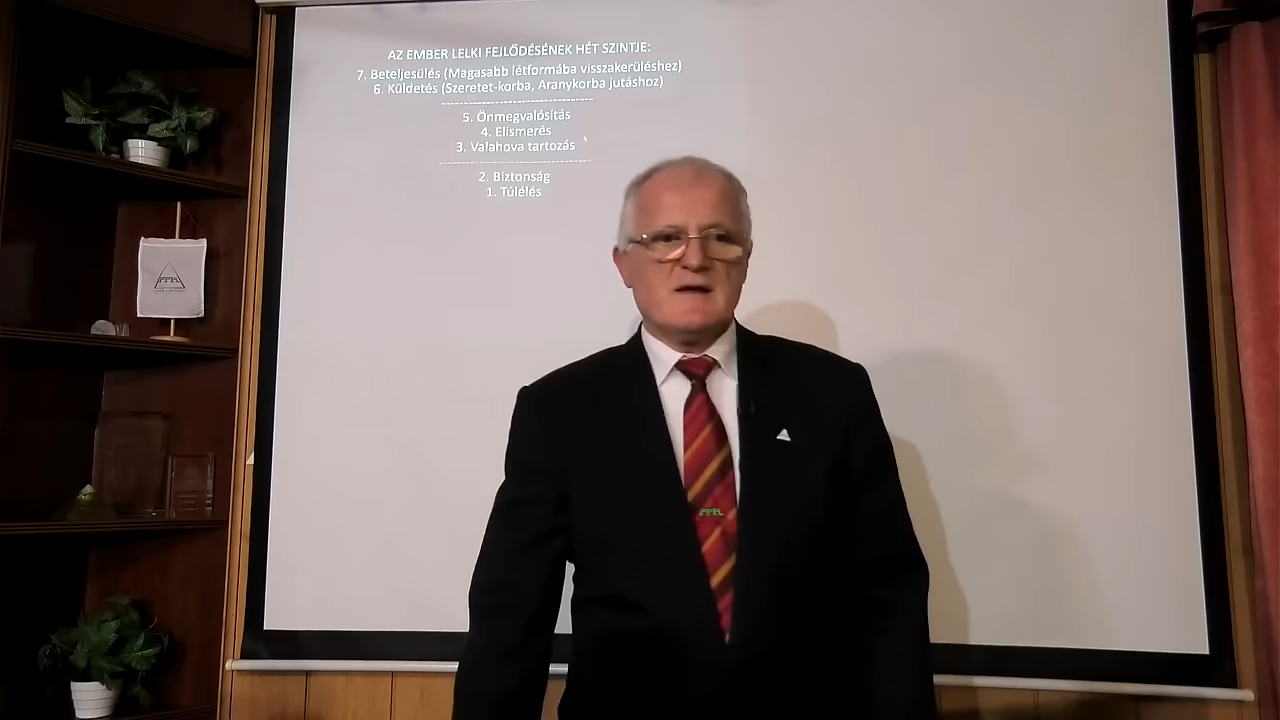 AZ EMBER LELKI FEJLŐDÉSÉNEK HÉT SZINTJE:
7. Beteljesülés (Magasabb létformába visszakerüléshez)
6. Küldetés (Szeretet-korba, Aranykorba jutáshoz)
5. Önmegvalósítás
4. Elismerés
3. Valahova tartozás
2. Biztonság
1. Túlélés